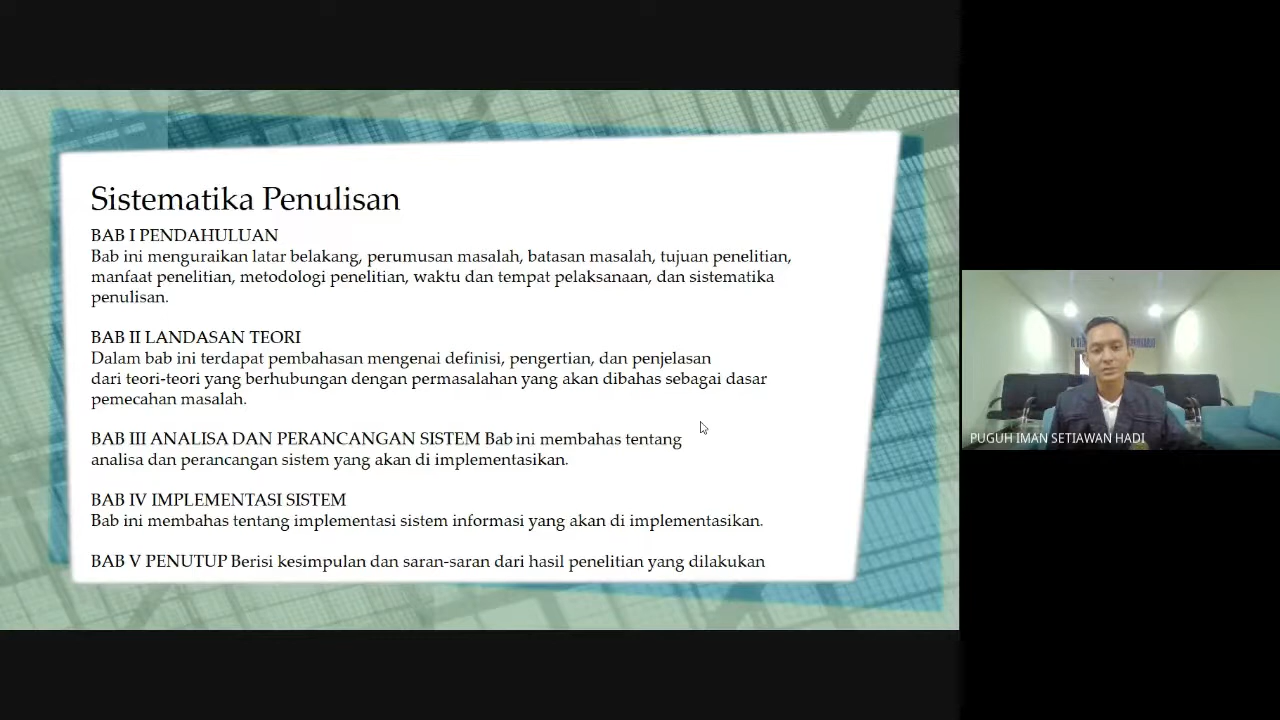 Sistematika Penulisan
BAB I PENDAHULUAN
Bab ini menguraikan latar belakang, perumusan masalah, batasan masalah, tujuan penelitian,
manfaat penelitian, metodologi penelitian, waktu dan tempat pelaksanaan, dan sistematika
penulisan.
BAB II LANDASAN TEORI
Dalam bab ini terdapat pembahasan mengenai definisi, pengertian, dan penjelasan
dari teori-teori yang berhubungan dengan permasalahan yang akan dibahas sebagai dasar
pemecahan masalah.
BAB III ANALISA DAN PERANCANGAN SISTEM Bab ini membahas tentang
analisa dan perancangan sistem yang akan di implementasikan.
BAB IV IMPLEMENTASI SISTEM
Bab ini membahas tentang implementasi sistem informasi yang akan di implementasikan.
BAB V PENUTUP Berisi kesimpulan dan saran-saran dari hasil penelitian yang dilakukan
PUGUH IMAN SETIAWAN HADI